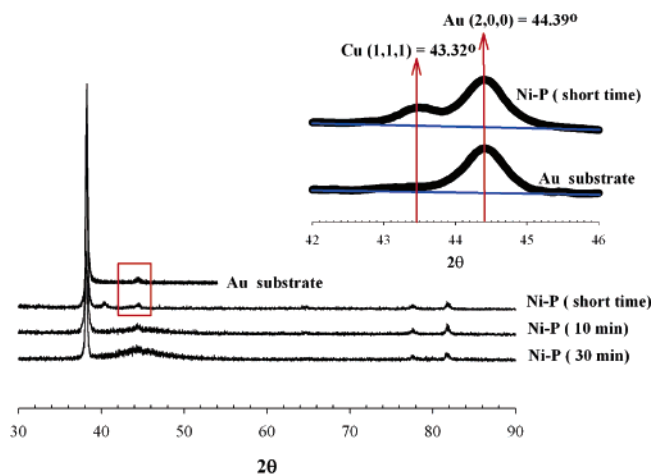 Au (2,0,0) = 44.39º
Cu (1,1,1) = 43.32º
Ni-P ( short time)
Au substrate
42 43 44 45 46
2θ
Au substrate
Ni-P ( short time)
Ni-P ( 10 min)
Ni-P ( 30 min)
30 40 50 60 70 80 90
2θ